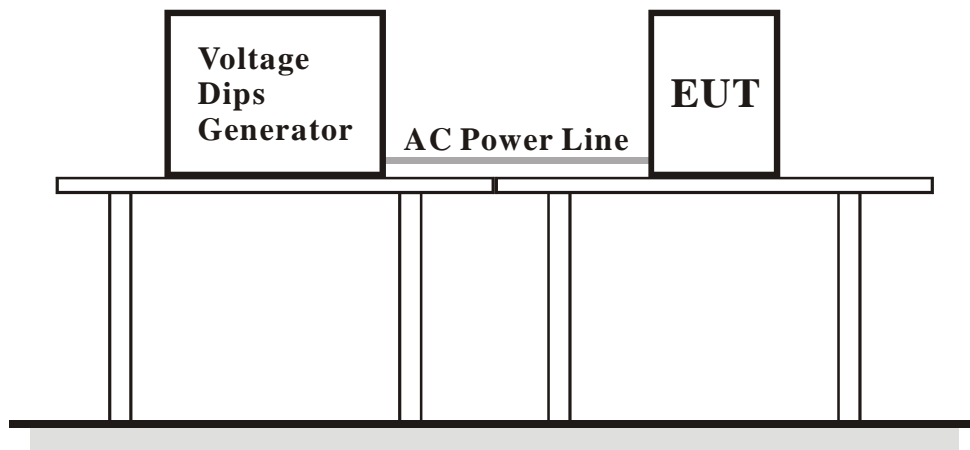 Voltage
Dips
Generator
AC Power Line
EUT